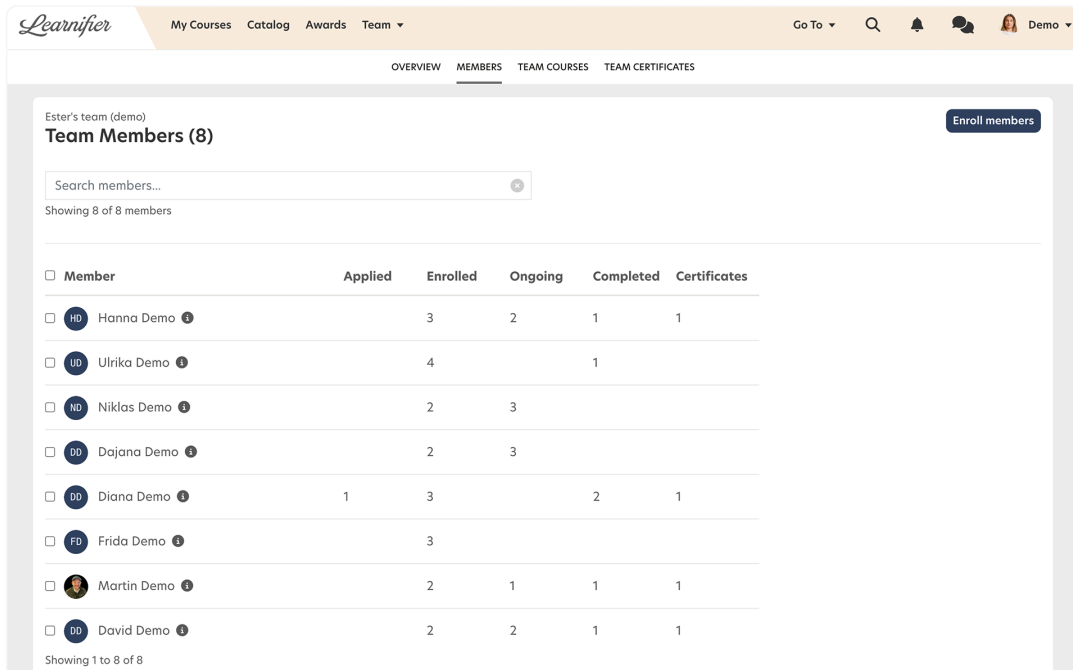 Learnifier My Courses Catalog Awards Team Go To Demo
OVERVIEW MEMBERS TEAM COURSES TEAM CERTIFICATES
Ester's team (demo)
Team Members (8)
Enroll members
Search members...
Showing 8 of 8 members
Member Applied Enrolled Ongoing Completed Certificates
HD Hanna Demo 3 2 1 1
UD Ulrika Demo 4 1
ND Niklas Demo 2 3
DD Dajana Demo 2 3
DD Diana Demo 1 3 2 1
FD Frida Demo 3
Martin Demo 2 1 1 1
DD David Demo 2 2 1 1
Showing 1 to 8 of 8